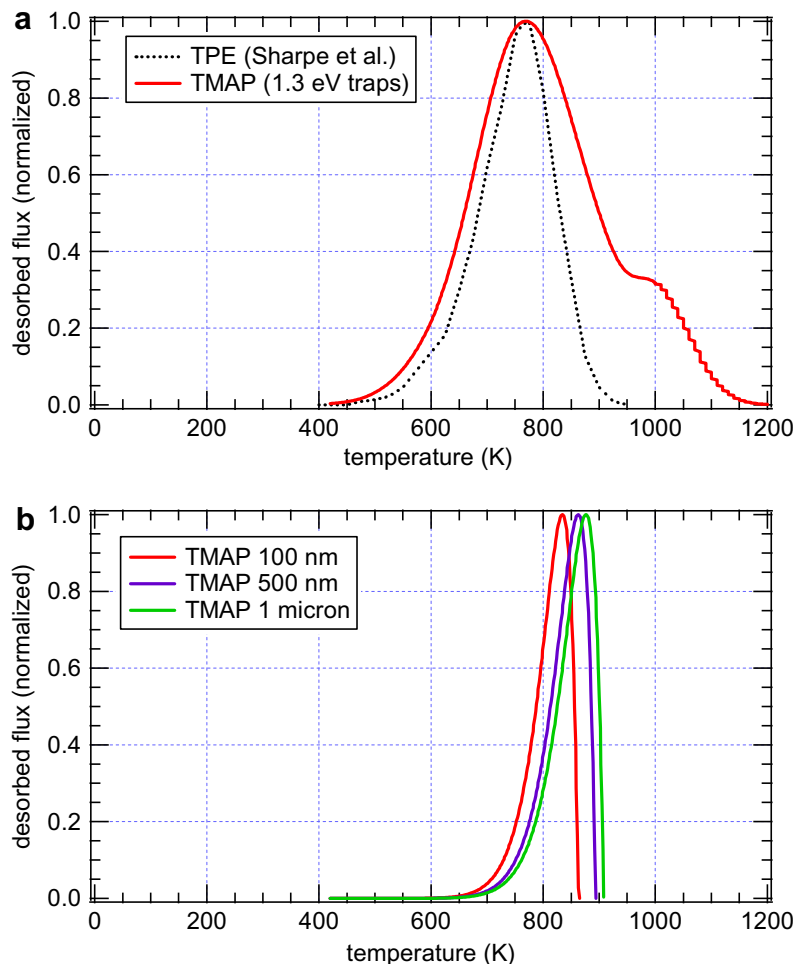 a
desorbed flux (normalized)
1.0
0.8
0.6
0.4
0.2
0.0
TPE (Sharpe et al.)
TMAP (1.3 eV traps)
0 200 400 600 800 1000 1200
temperature (K)
b
desorbed flux (normalized)
1.0
0.8
0.6
0.4
0.2
0.0
TMAP 100 nm
TMAP 500 nm
TMAP 1 micron
0 200 400 600 800 1000 1200
temperature (K)